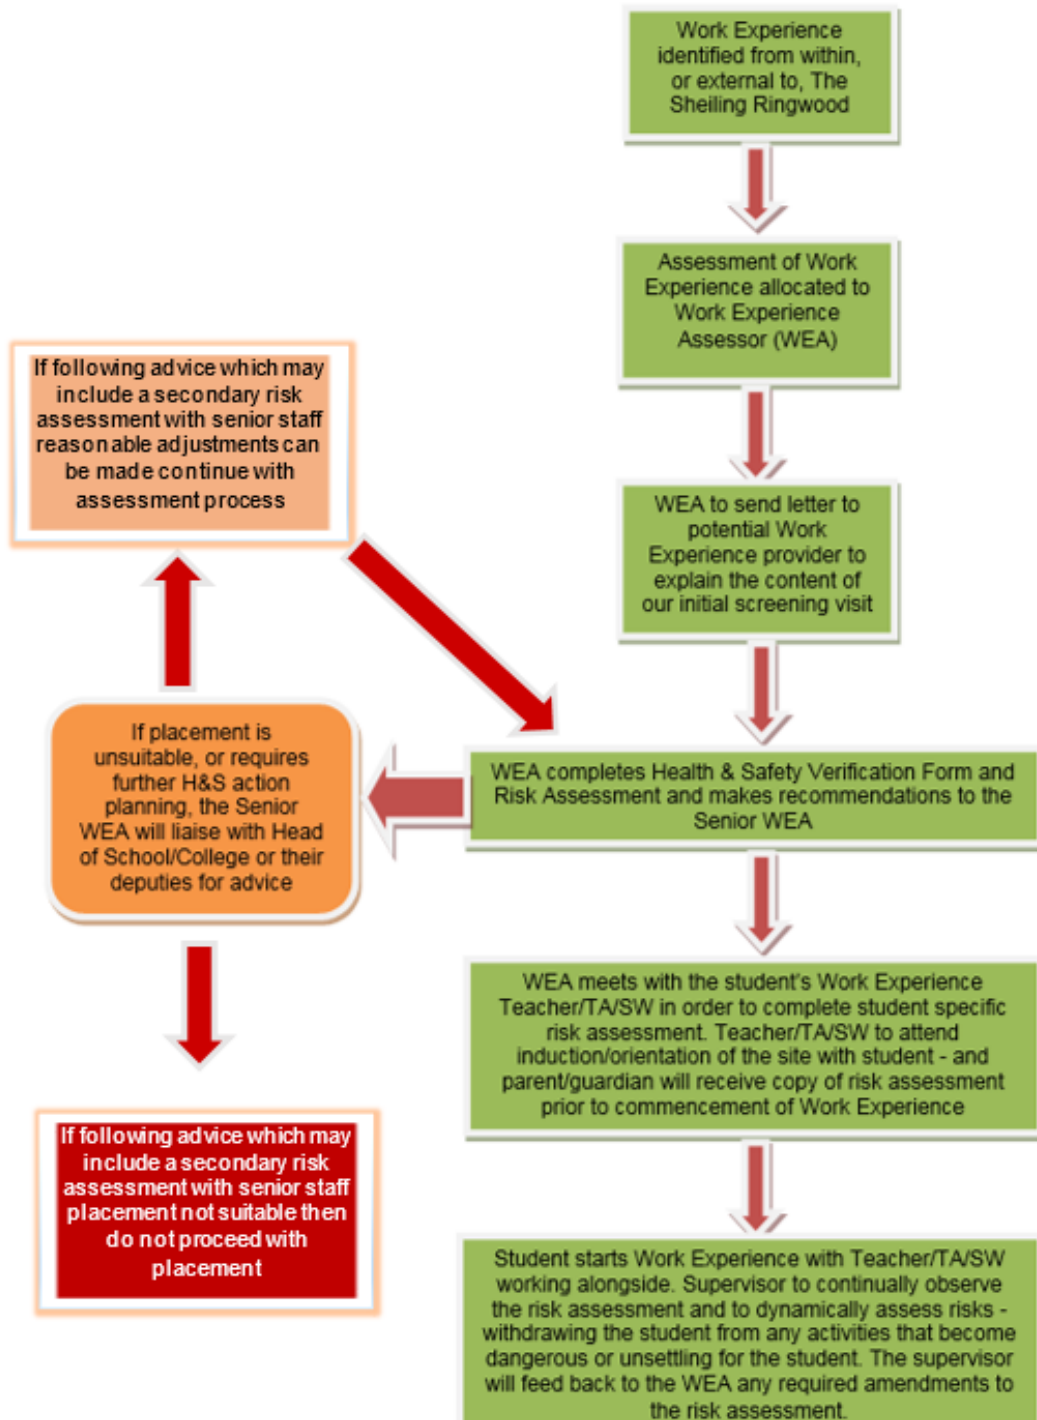 Work Experience
identified from within,
or external to, The
Sheiling Ringwood
Assessment of Work
Experience allocated to
Work Experience
Assessor (WEA)
WEA to send letter to
potential Work
Experience provider to
explain the content of
our initial screening visit
WEA completes Health & Safety Verification Form and
Risk Assessment and makes recommendations to the
Senior WEA
If placement is
unsuitable, or requires
further H&S action
planning, the Senior
WEA will liaise with Head
of School/College or their
deputies for advice
If following advice which may
include a secondary risk
assessment with senior staff
reasonable adjustments can
be made continue with
assessment process
If following advice which may
include a secondary risk
assessment with senior staff
placement not suitable then
do not proceed with
placement
WEA meets with the student's Work Experience
Teacher/TA/SW in order to complete student specific
risk assessment. Teacher/TA/SW to attend
induction/orientation of the site with student - and
parent/guardian will receive copy of risk assessment
prior to commencement of Work Experience
Student starts Work Experience with Teacher/TA/SW
working alongside. Supervisor to continually observe
the risk assessment and to dynamically assess risks -
withdrawing the student from any activities that become
dangerous or unsettling for the student. The supervisor
will feed back to the WEA any required amendments to
the risk assessment.